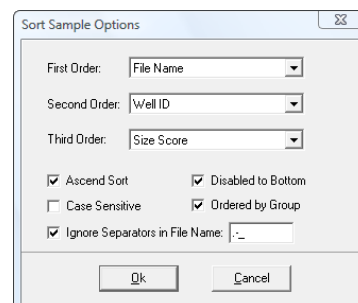 Sort Sample Options
First Order: File Name
Second Order: Well ID
Third Order: Size Score
Ascend Sort Disabled to Bottom
Case Sensitive Ordered by Group
Ignore Separators in File Name: .-_
Ok Cancel